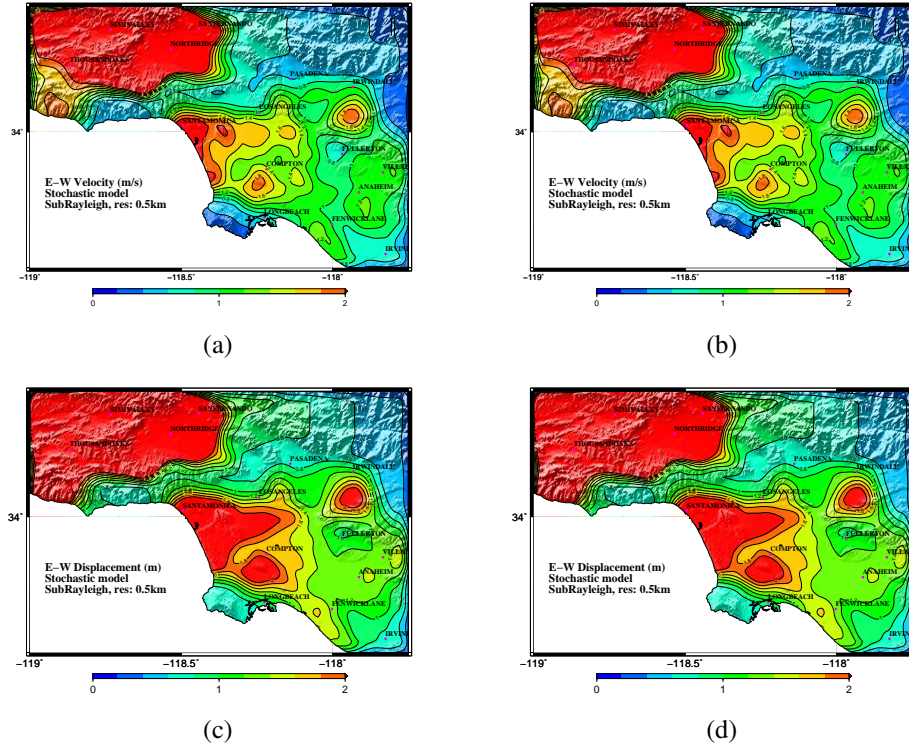 SIMIVALLEY
SANFERNANDO
NORTHRIDGE
THOUSANDOAKS
PASADENA
IRWINDALE
LOSANGELES
SANTAMONICA
34˚
FULLERTON
COMPTON
ANAHEIM
E−W Velocity (m/s)
Stochastic model
SubRayleigh, res: 0.5km
LONGBEACH
FENWICKLANE
−119˚ −118.5˚ −118˚
0 1 2
(a)
SIMIVALLEY
SANFERNANDO
NORTHRIDGE
THOUSANDOAKS
PASADENA
IRWINDALE
LOSANGELES
SANTAMONICA
34˚
FULLERTON
COMPTON
ANAHEIM
E−W Velocity (m/s)
Stochastic model
SubRayleigh, res: 0.5km
LONGBEACH
FENWICKLANE
−119˚ −118.5˚ −118˚
0 1 2
(b)
SIMIVALLEY
SANFERNANDO
NORTHRIDGE
THOUSANDOAKS
PASADENA
IRWINDALE
LOSANGELES
SANTAMONICA
34˚
FULLERTON
COMPTON
ANAHEIM
E−W Displacement (m)
Stochastic model
SubRayleigh, res: 0.5km
LONGBEACH
FENWICKLANE
−119˚ −118.5˚ −118˚
0 1 2
(c)
SIMIVALLEY
SANFERNANDO
NORTHRIDGE
THOUSANDOAKS
PASADENA
IRWINDALE
LOSANGELES
SANTAMONICA
34˚
FULLERTON
COMPTON
ANAHEIM
E−W Displacement (m)
Stochastic model
SubRayleigh, res: 0.5km
LONGBEACH
FENWICKLANE
−119˚ −118.5˚ −118˚
0 1 2
(d)